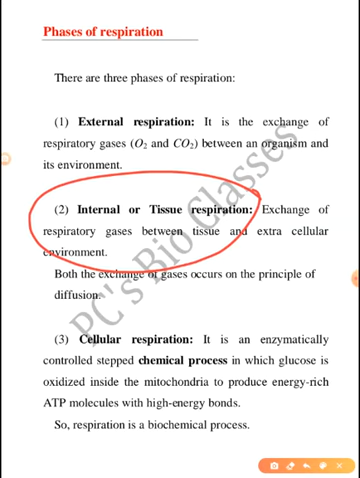 Phases of respiration
There are three phases of respiration:
(1) External respiration: It is the exchange of
respiratory gases (O₂ and CO₂) between an organism and
its environment.
(2) Internal or Tissue respiration: Exchange of
respiratory gases between tissue and extra cellular
environment.
Both the exchange of gases occurs on the principle of
diffusion.
(3) Cellular respiration: It is an enzymatically
controlled stepped chemical process in which glucose is
oxidized inside the mitochondria to produce energy-rich
ATP molecules with high-energy bonds.
So, respiration is a biochemical process.
PC's Bio Classes